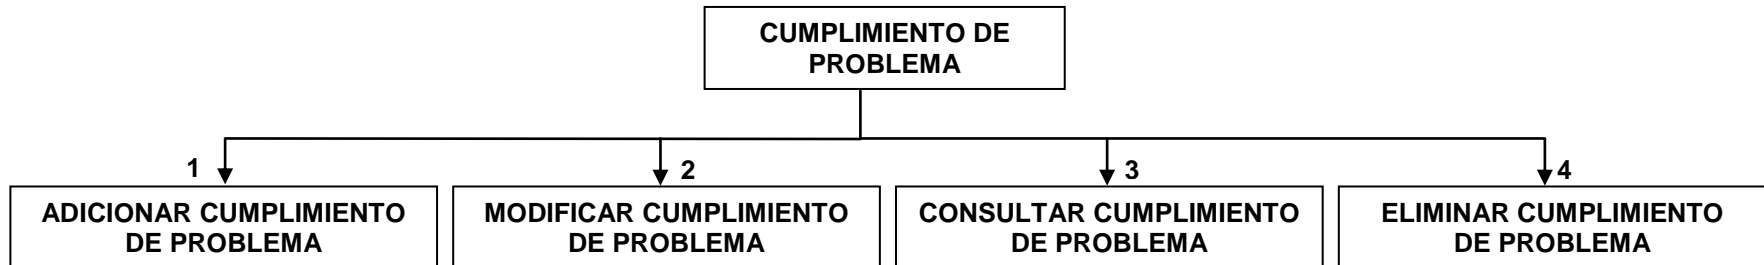 CUMPLIMIENTO DE
PROBLEMA
1
2
3
4
ADICIONAR CUMPLIMIENTO
DE PROBLEMA
MODIFICAR CUMPLIMIENTO
DE PROBLEMA
CONSULTAR CUMPLIMIENTO
DE PROBLEMA
ELIMINAR CUMPLIMIENTO
DE PROBLEMA